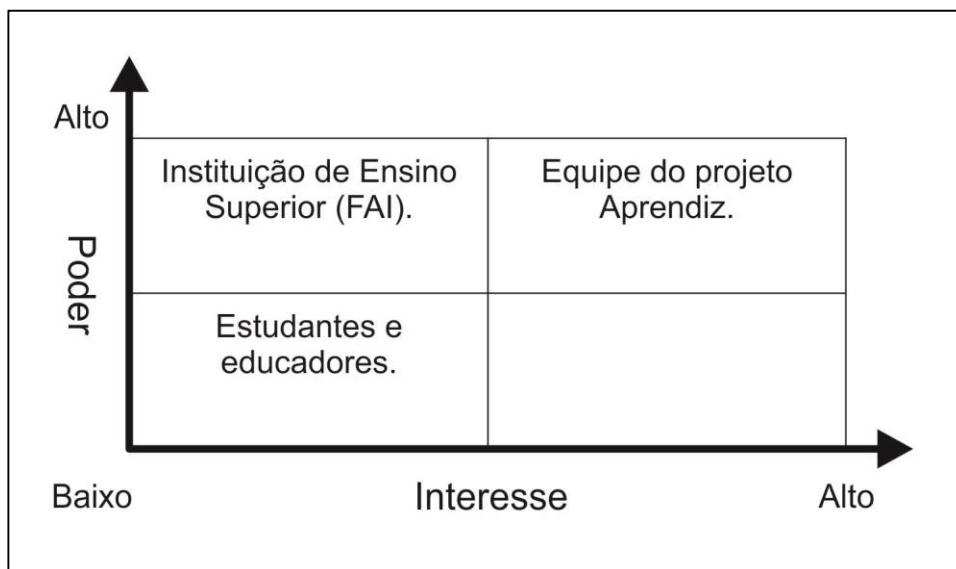 Alto
Instituição de Ensino
Superior (FAI).
Equipe do projeto
Aprendiz.
Poder
Estudantes e
educadores.
Baixo
Interesse
Alto